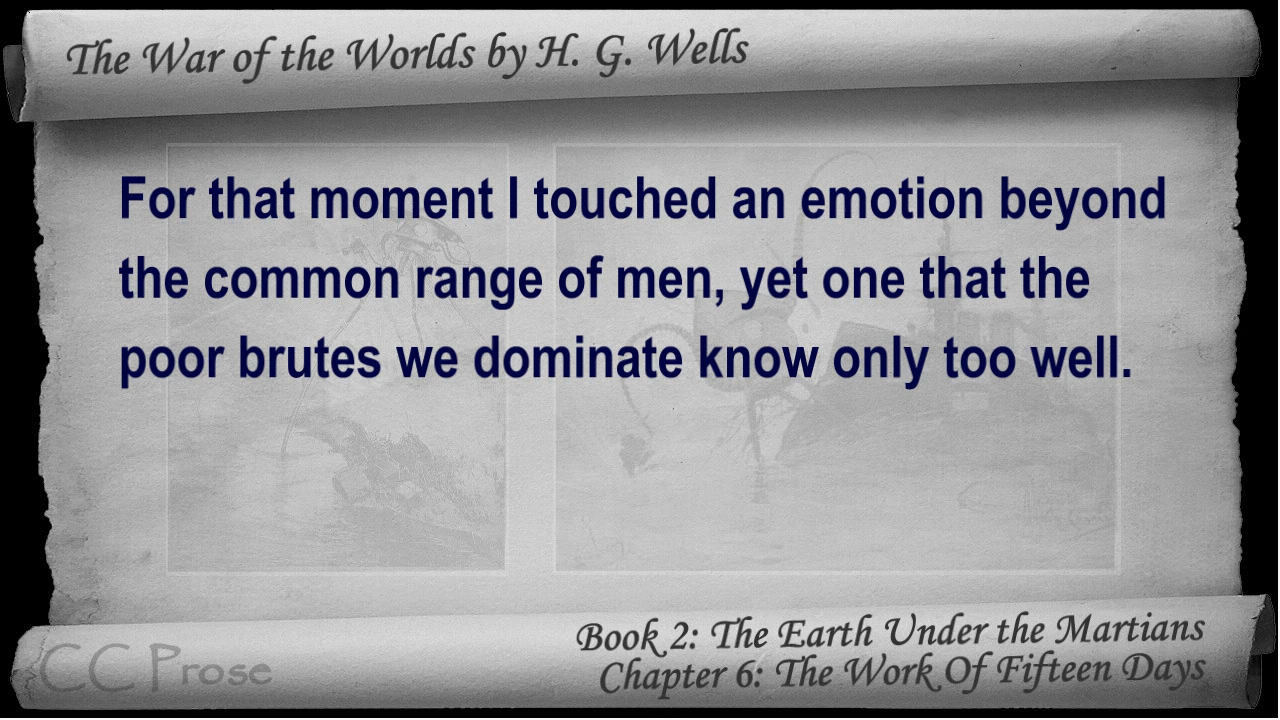 The War of the Worlds by H. G. Wells
For that moment I touched an emotion beyond
the common range of men, yet one that the
poor brutes we dominate know only too well.
Book 2: The Earth Under the Martians
Chapter 6: The Work Of Fifteen Days
CC Prose